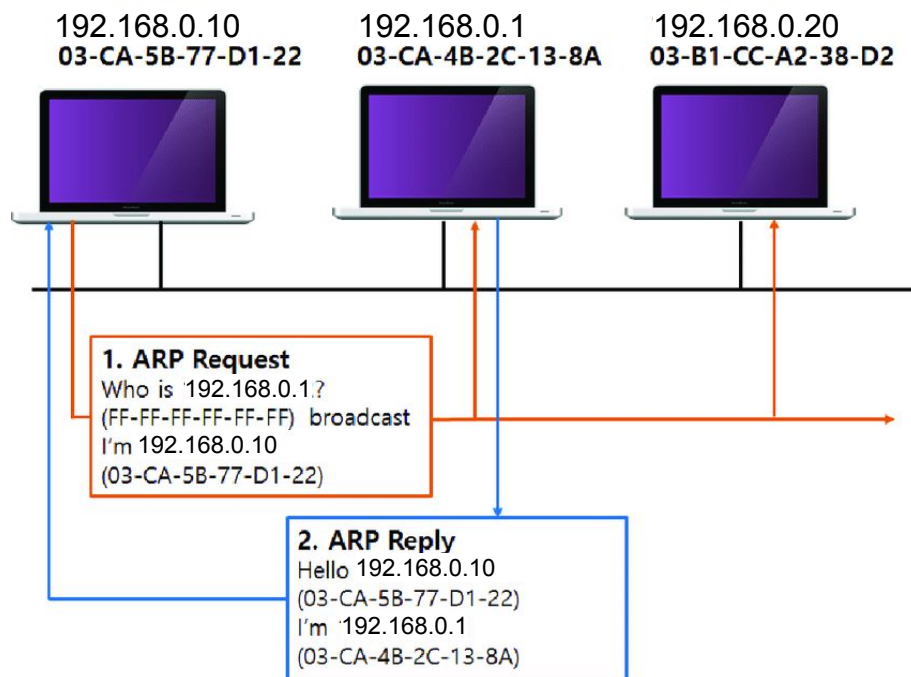 192.168.0.10
03-CA-5B-77-D1-22
192.168.0.1
03-CA-4B-2C-13-8A
192.168.0.20
03-B1-CC-A2-38-D2
1. ARP Request
Who is 192.168.0.1?
(FF-FF-FF-FF-FF-FF) broadcast
I'm 192.168.0.10
(03-CA-5B-77-D1-22)
2. ARP Reply
Hello 192.168.0.10
(03-CA-5B-77-D1-22)
I'm 192.168.0.1
(03-CA-4B-2C-13-8A)